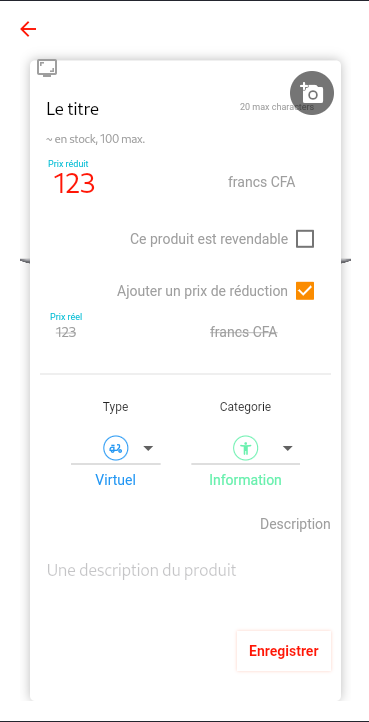 Le titre
20 max characters
~ en stock, 100 max.
Prix réduit
123 francs CFA
Ce produit est revendable
Ajouter un prix de réduction
Prix réel
123 francs CFA
Type Categorie
Virtuel Information
Description
Une description du produit
Enregistrer